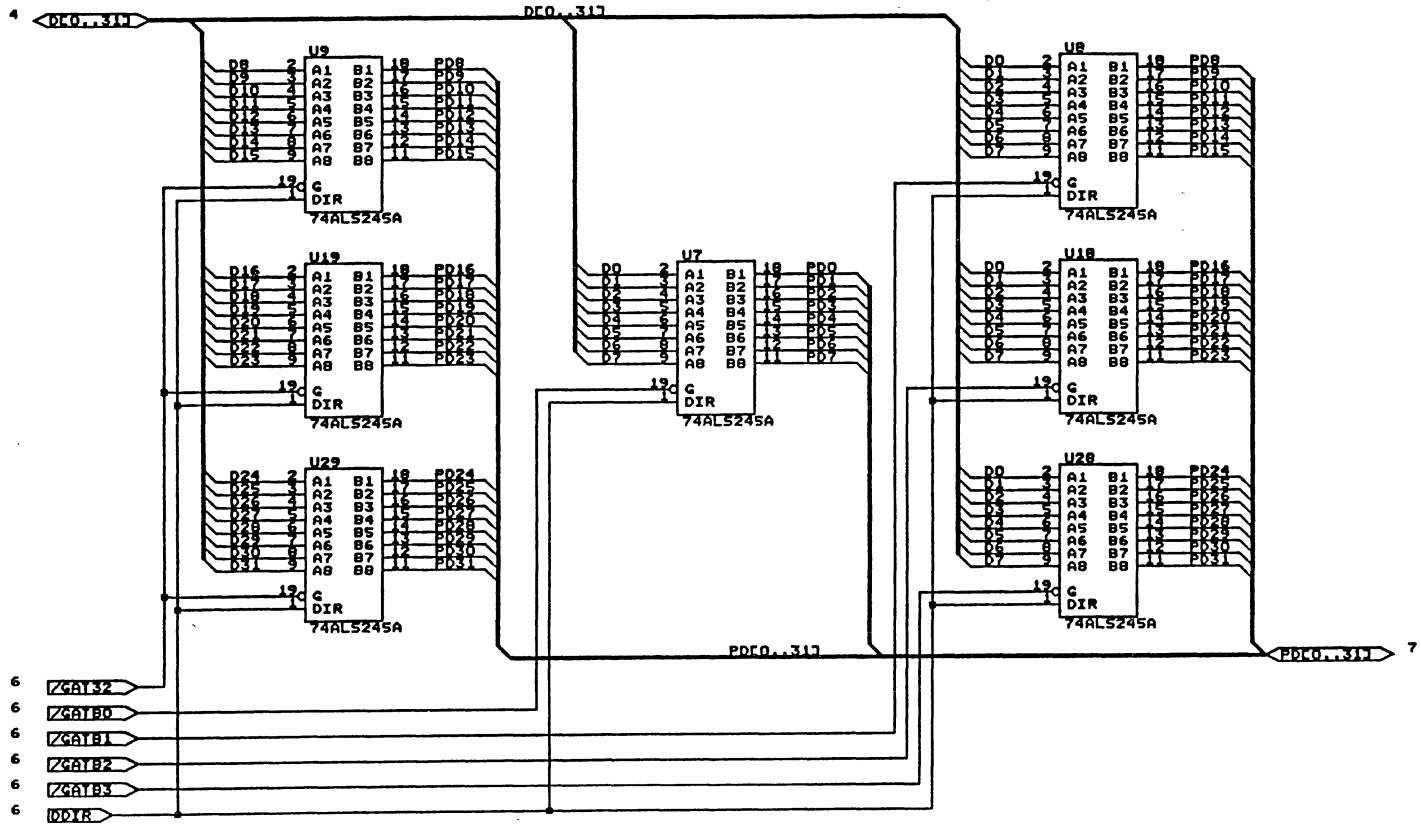 4 D[0..31] D[0..31]
U9
D8 2 A1 B1 18 PD8
D9 3 A2 B2 17 PD9
D10 4 A3 B3 16 PD10
D11 5 A4 B4 15 PD11
D12 6 A5 B5 14 PD12
D13 7 A6 B6 13 PD13
D14 8 A7 B7 12 PD14
D15 9 A8 B8 11 PD15
19 G
1 DIR
74ALS245A
U8
D0 2 A1 B1 18 PD8
D1 3 A2 B2 17 PD9
D2 4 A3 B3 16 PD10
D3 5 A4 B4 15 PD11
D4 6 A5 B5 14 PD12
D5 7 A6 B6 13 PD13
D6 8 A7 B7 12 PD14
D7 9 A8 B8 11 PD15
19 G
1 DIR
74ALS245A
U19
D16 2 A1 B1 18 PD16
D17 3 A2 B2 17 PD17
D18 4 A3 B3 16 PD18
D19 5 A4 B4 15 PD19
D20 6 A5 B5 14 PD20
D21 7 A6 B6 13 PD21
D22 8 A7 B7 12 PD22
D23 9 A8 B8 11 PD23
19 G
1 DIR
74ALS245A
U7
D0 2 A1 B1 18 PD0
D1 3 A2 B2 17 PD1
D2 4 A3 B3 16 PD2
D3 5 A4 B4 15 PD3
D4 6 A5 B5 14 PD4
D5 7 A6 B6 13 PD5
D6 8 A7 B7 12 PD6
D7 9 A8 B8 11 PD7
19 G
1 DIR
74ALS245A
U18
D0 2 A1 B1 18 PD16
D1 3 A2 B2 17 PD17
D2 4 A3 B3 16 PD18
D3 5 A4 B4 15 PD19
D4 6 A5 B5 14 PD20
D5 7 A6 B6 13 PD21
D6 8 A7 B7 12 PD22
D7 9 A8 B8 11 PD23
19 G
1 DIR
74ALS245A
U29
D24 2 A1 B1 18 PD24
D25 3 A2 B2 17 PD25
D26 4 A3 B3 16 PD26
D27 5 A4 B4 15 PD27
D28 6 A5 B5 14 PD28
D29 7 A6 B6 13 PD29
D30 8 A7 B7 12 PD30
D31 9 A8 B8 11 PD31
19 G
1 DIR
74ALS245A
U28
D0 2 A1 B1 18 PD24
D1 3 A2 B2 17 PD25
D2 4 A3 B3 16 PD26
D3 5 A4 B4 15 PD27
D4 6 A5 B5 14 PD28
D5 7 A6 B6 13 PD29
D6 8 A7 B7 12 PD30
D7 9 A8 B8 11 PD31
19 G
1 DIR
74ALS245A
PD[0..31] PD[0..31] 7
6 /GAT32
6 /GATB0
6 /GATB1
6 /GATB2
6 /GATB3
6 DDIR